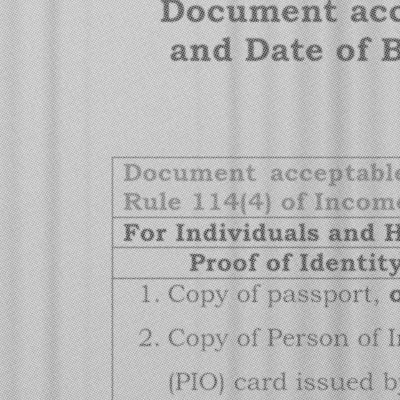 Document acc
and Date of B
Document acceptable
Rule 114(4) of Income
For Individuals and H
Proof of Identity
1. Copy of passport, o
2. Copy of Person of I
(PIO) card issued b